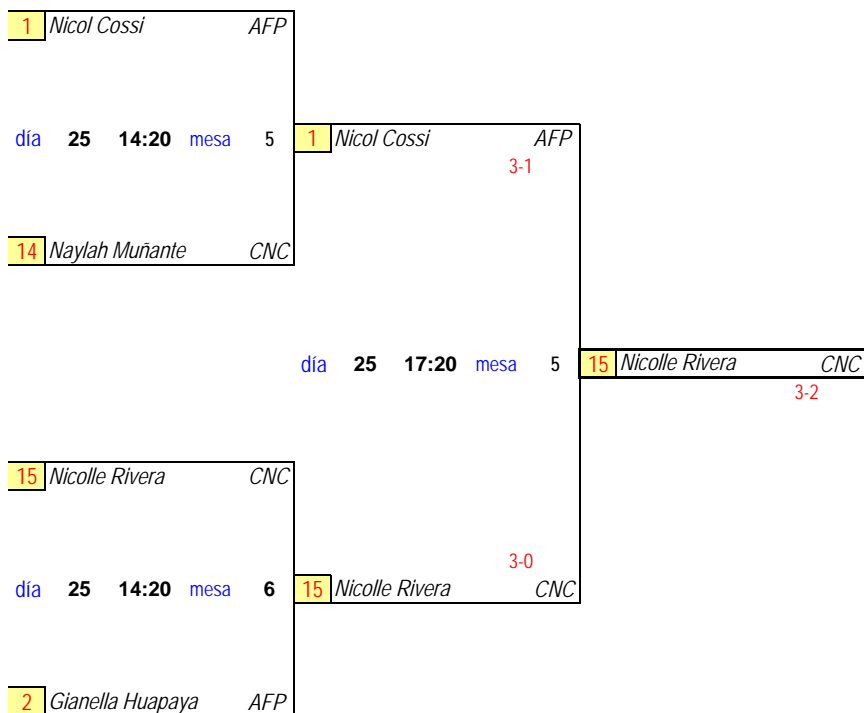 1 Nicol Cossi AFP
día 25 14:20 mesa 5 1 Nicol Cossi AFP
3-1
14 Naylah Muñante CNC
día 25 17:20 mesa 5 15 Nicolle Rivera CNC
3-2
15 Nicolle Rivera CNC
3-0
día 25 14:20 mesa 6 15 Nicolle Rivera CNC
2 Gianella Huapaya AFP